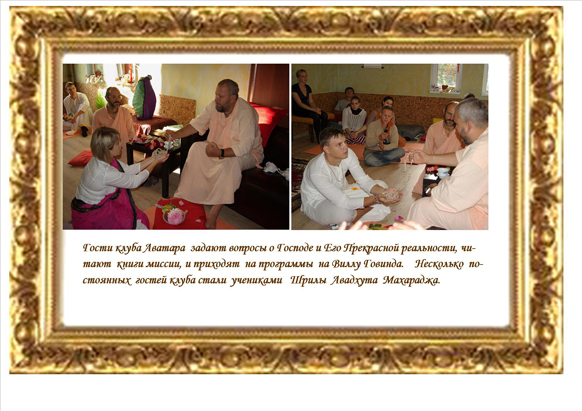 Гости клуба Аватара задают вопросы о Господе и Его Прекрасной реальности, чи-
тают книги миссии, и приходят на программы на Виллу Говинда. Несколько по-
стоянных гостей клуба стали учениками Шрилы Авадхута Махараджа.